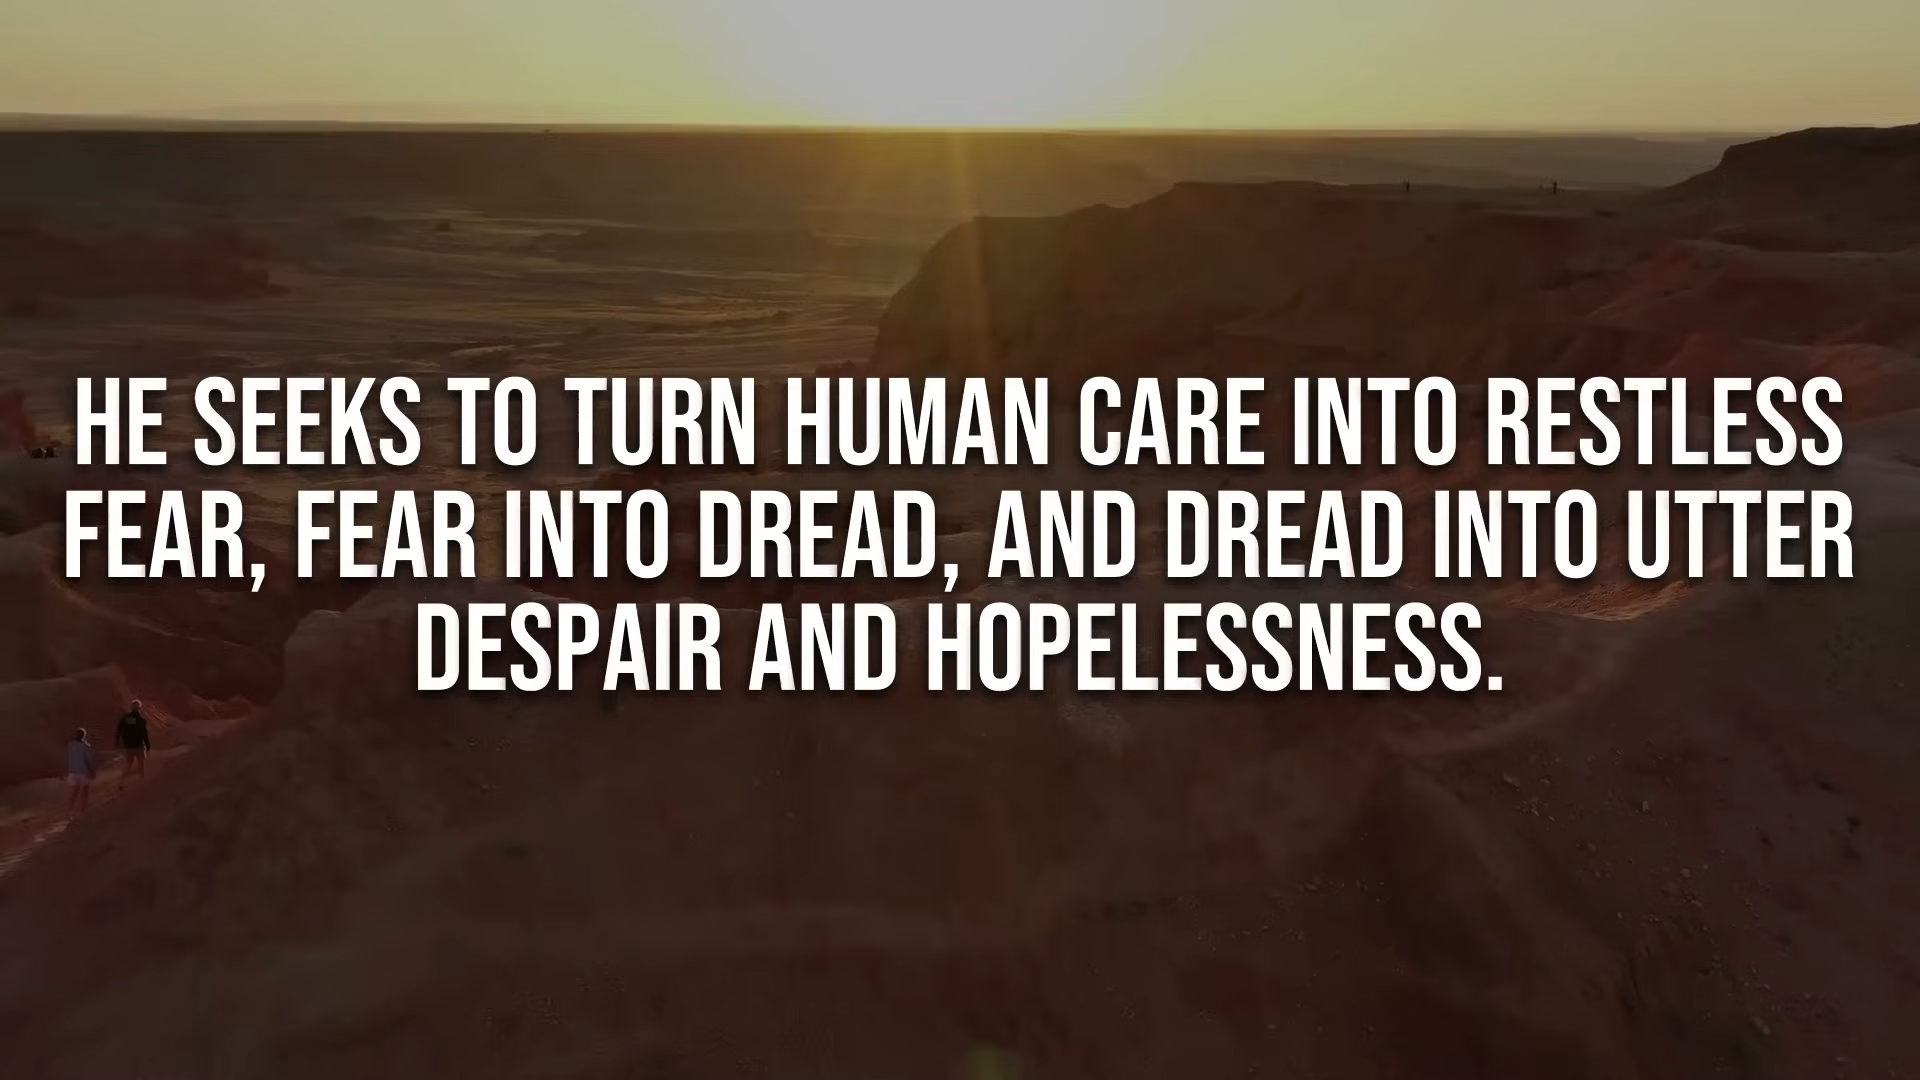 HE SEEKS TO TURN HUMAN CARE INTO RESTLESS
FEAR, FEAR INTO DREAD, AND DREAD INTO UTTER
DESPAIR AND HOPELESSNESS.